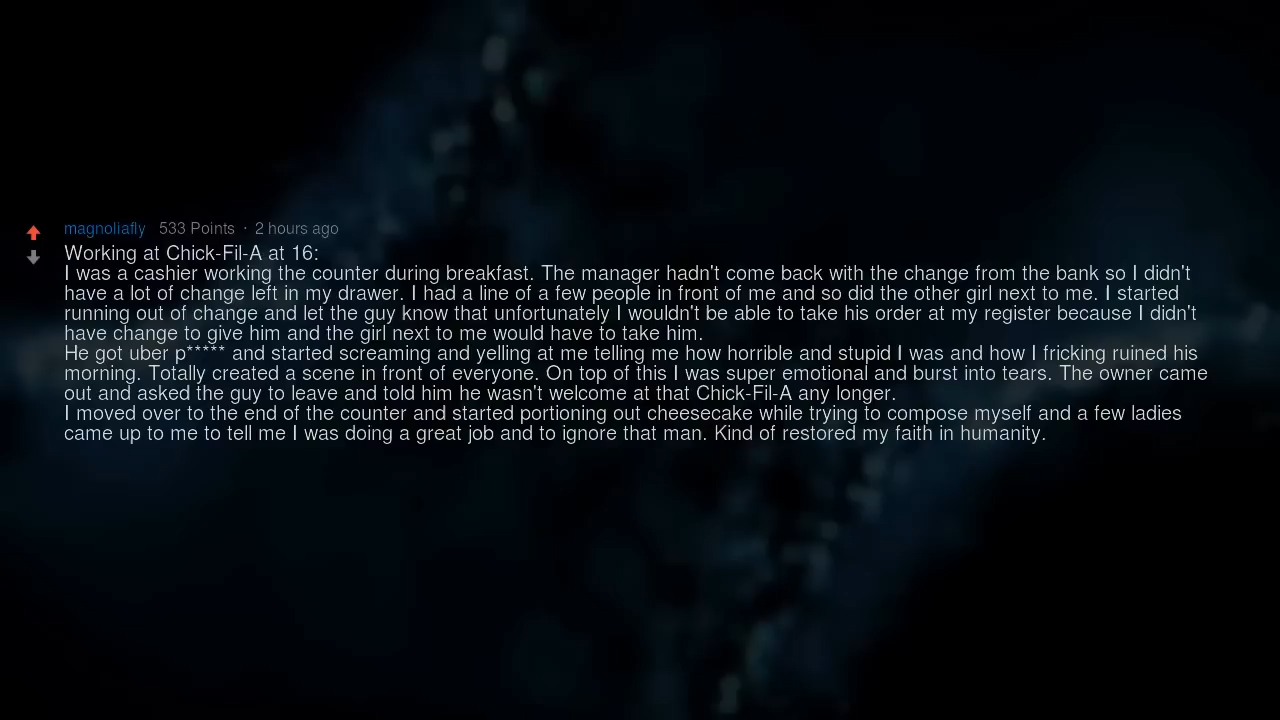 magnoliafly 533 Points · 2 hours ago
Working at Chick-Fil-A at 16:
I was a cashier working the counter during breakfast. The manager hadn't come back with the change from the bank so I didn't
have a lot of change left in my drawer. I had a line of a few people in front of me and so did the other girl next to me. I started
running out of change and let the guy know that unfortunately I wouldn't be able to take his order at my register because I didn't
have change to give him and the girl next to me would have to take him.
He got uber p***** and started screaming and yelling at me telling me how horrible and stupid I was and how I fricking ruined his
morning. Totally created a scene in front of everyone. On top of this I was super emotional and burst into tears. The owner came
out and asked the guy to leave and told him he wasn't welcome at that Chick-Fil-A any longer.
I moved over to the end of the counter and started portioning out cheesecake while trying to compose myself and a few ladies
came up to me to tell me I was doing a great job and to ignore that man. Kind of restored my faith in humanity.